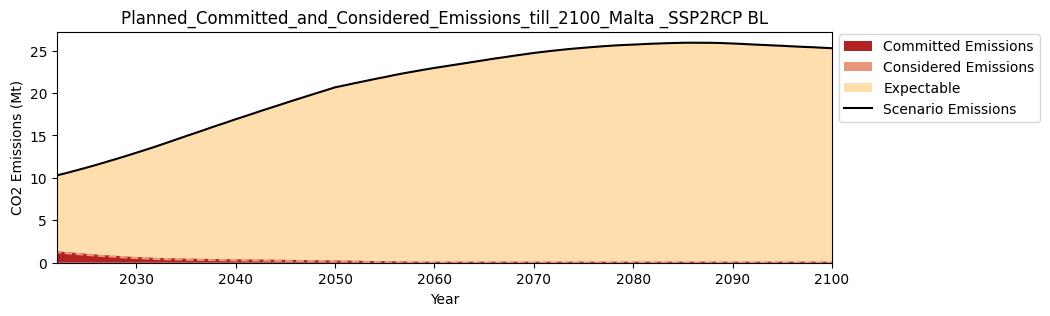 Planned_Committed_and_Considered_Emissions_till_2100_Malta _SSP2RCP BL
CO2 Emissions (Mt)
25
20
15
10
5
0
2030 2040 2050 2060 2070 2080 2090 2100
Year
Committed Emissions
Considered Emissions
Expectable
Scenario Emissions